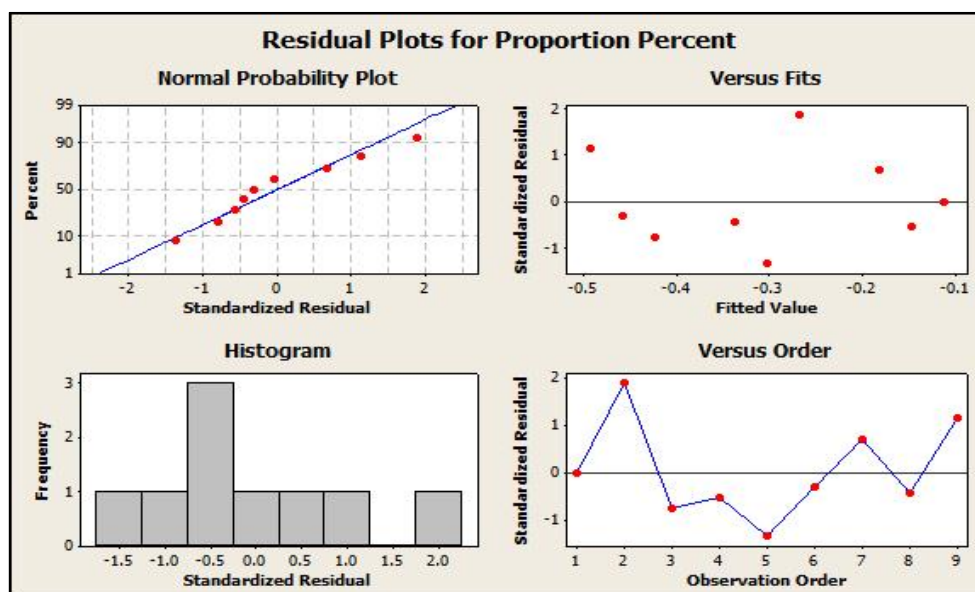 Residual Plots for Proportion Percent
Normal Probability Plot
99
90
50
10
1
Percent
-2 -1 0 1 2
Standardized Residual
Versus Fits
2
1
0
-1
Standardized Residual
-0.5 -0.4 -0.3 -0.2 -0.1
Fitted Value
Histogram
3
2
1
0
Frequency
-1.5 -1.0 -0.5 0.0 0.5 1.0 1.5 2.0
Standardized Residual
Versus Order
2
1
0
-1
Standardized Residual
1 2 3 4 5 6 7 8 9
Observation Order